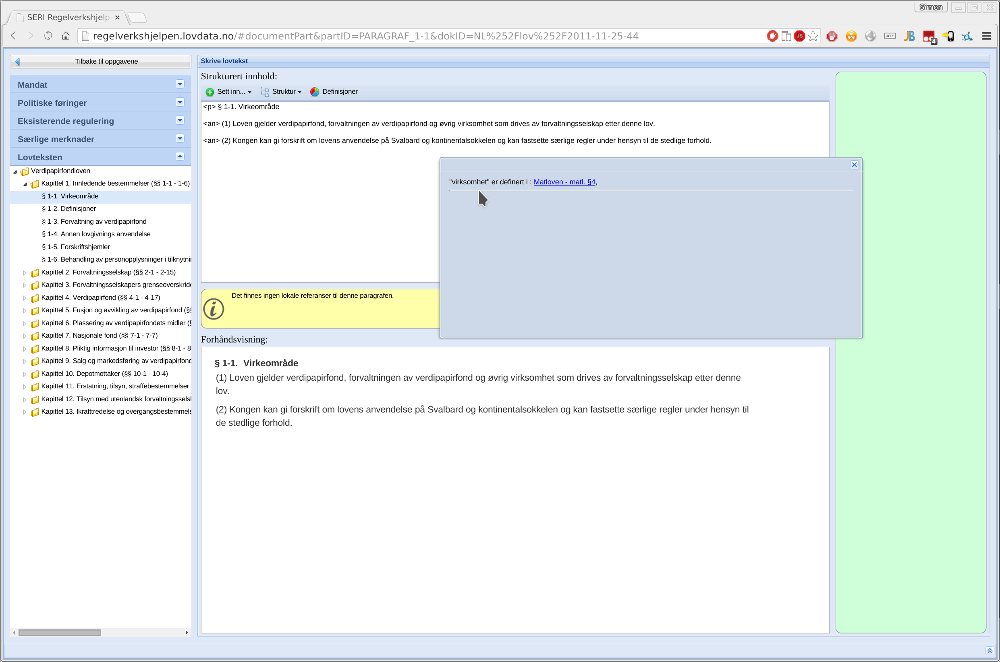 Simon
SERI Regelverkshjelp
regelverkshjelpen.lovdata.no/#documentPart&partID=PARAGRAF_1-1&dokID=NL%252Flov%252F2011-11-25-44
JS
WTF
JB
4
Tilbake til oppgavene
Mandat
Politiske føringer
Eksisterende regulering
Særlige merknader
Lovteksten
Verdipapirfondloven
Kapittel 1. Innledende bestemmelser (§§ 1-1 - 1-6)
§ 1-1. Virkeområde
§ 1-2. Definisjoner
§ 1-3. Forvaltning av verdipapirfond
§ 1-4. Annen lovgivnings anvendelse
§ 1-5. Forskriftshjemler
§ 1-6. Behandling av personopplysninger i tilknytnin
Kapittel 2. Forvaltningsselskap (§§ 2-1 - 2-15)
Kapittel 3. Forvaltningsselskapers grenseoverskride
Kapittel 4. Verdipapirfond (§§ 4-1 - 4-17)
Kapittel 5. Fusjon og avvikling av verdipapirfond (§§
Kapittel 6. Plassering av verdipapirfondets midler (§
Kapittel 7. Nasjonale fond (§§ 7-1 - 7-7)
Kapittel 8. Pliktig informasjon til investor (§§ 8-1 - 8
Kapittel 9. Salg og markedsføring av verdipapirfond
Kapittel 10. Depotmottaker (§§ 10-1 - 10-4)
Kapittel 11. Erstatning, tilsyn, straffebestemmelser
Kapittel 12. Tilsyn med utenlandsk forvaltningsselsk
Kapittel 13. Ikrafttredelse og overgangsbestemmels
Skrive lovtekst
Strukturert innhold:
Sett inn... Struktur Definisjoner
<p> § 1-1. Virkeområde
<an> (1) Loven gjelder verdipapirfond, forvaltningen av verdipapirfond og øvrig virksomhet som drives av forvaltningsselskap etter denne lov.
<an> (2) Kongen kan gi forskrift om lovens anvendelse på Svalbard og kontinentalsokkelen og kan fastsette særlige regler under hensyn til de stedlige forhold.
"virksomhet" er definert i : Matloven - matl. §4,
i
Det finnes ingen lokale referanser til denne paragrafen.
Forhåndsvisning:
§ 1-1. Virkeområde
(1) Loven gjelder verdipapirfond, forvaltningen av verdipapirfond og øvrig virksomhet som drives av forvaltningsselskap etter denne
lov.
(2) Kongen kan gi forskrift om lovens anvendelse på Svalbard og kontinentalsokkelen og kan fastsette særlige regler under hensyn til
de stedlige forhold.